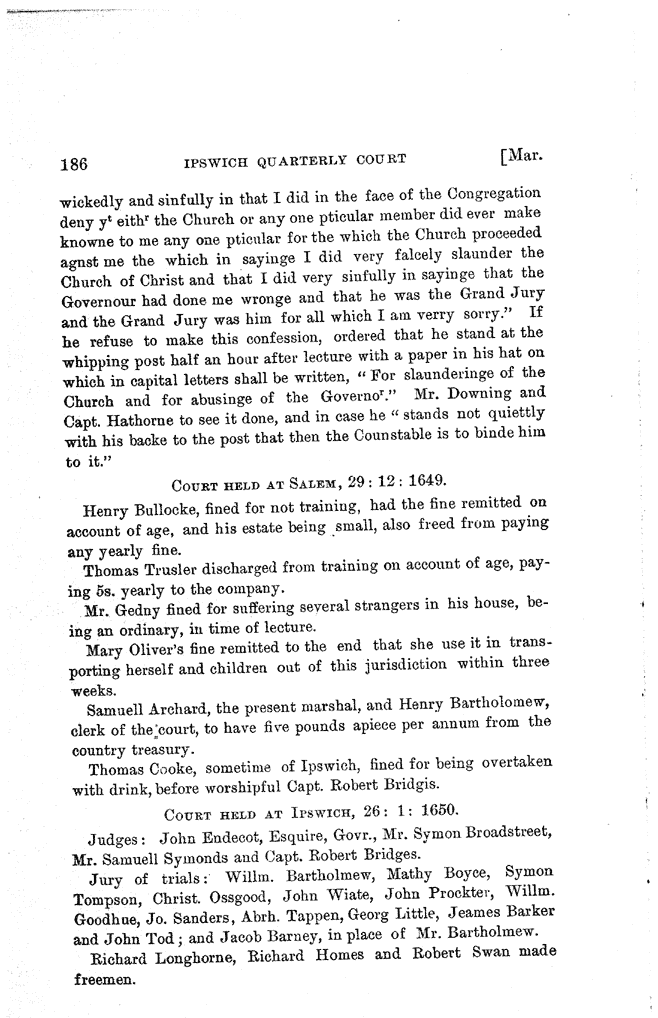 186 IPSWICH QUARTERLY COURT [Mar.
wickedly and sinfully in that I did in the face of the Congregation
deny yᵗ eithʳ the Church or any one pticular member did ever make
knowne to me any one pticular for the which the Church proceeded
agnst me the which in sayinge I did very falcely slaunder the
Church of Christ and that I did very sinfully in sayinge that the
Governour had done me wronge and that he was the Grand Jury
and the Grand Jury was him for all which I am verry sorry." If
he refuse to make this confession, ordered that he stand at the
whipping post half an hour after lecture with a paper in his hat on
which in capital letters shall be written, "For slaunderinge of the
Church and for abusinge of the Governoʳ." Mr. Downing and
Capt. Hathorne to see it done, and in case he "stands not quiettly
with his backe to the post that then the Counstable is to binde him
to it."
COURT HELD AT SALEM, 29: 12: 1649.
Henry Bullocke, fined for not training, had the fine remitted on
account of age, and his estate being small, also freed from paying
any yearly fine.
Thomas Trusler discharged from training on account of age, pay-
ing 5s. yearly to the company.
Mr. Gedny fined for suffering several strangers in his house, be-
ing an ordinary, in time of lecture.
Mary Oliver's fine remitted to the end that she use it in trans-
porting herself and children out of this jurisdiction within three
weeks.
Samuell Archard, the present marshal, and Henry Bartholomew,
clerk of the court, to have five pounds apiece per annum from the
country treasury.
Thomas Cooke, sometime of Ipswich, fined for being overtaken
with drink, before worshipful Capt. Robert Bridgis.
COURT HELD AT IPSWICH, 26: 1: 1650.
Judges: John Endecot, Esquire, Govr., Mr. Symon Broadstreet,
Mr. Samuell Symonds and Capt. Robert Bridges.
Jury of trials: Willm. Bartholmew, Mathy Boyce, Symon
Tompson, Christ. Ossgood, John Wiate, John Prockter, Willm.
Goodhue, Jo. Sanders, Abrh. Tappen, Georg Little, Jeames Barker
and John Tod; and Jacob Barney, in place of Mr. Bartholmew.
Richard Longhorne, Richard Homes and Robert Swan made
freemen.